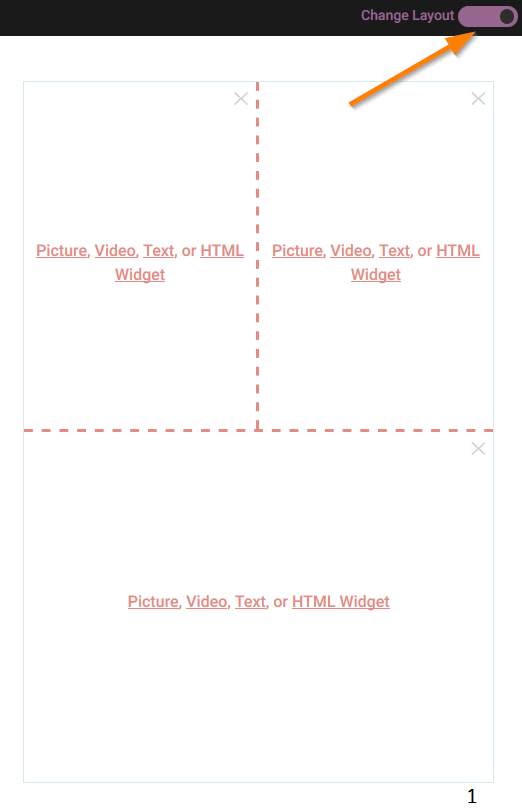 Change Layout
Picture, Video, Text, or HTML
Widget
Picture, Video, Text, or HTML
Widget
Picture, Video, Text, or HTML Widget
1